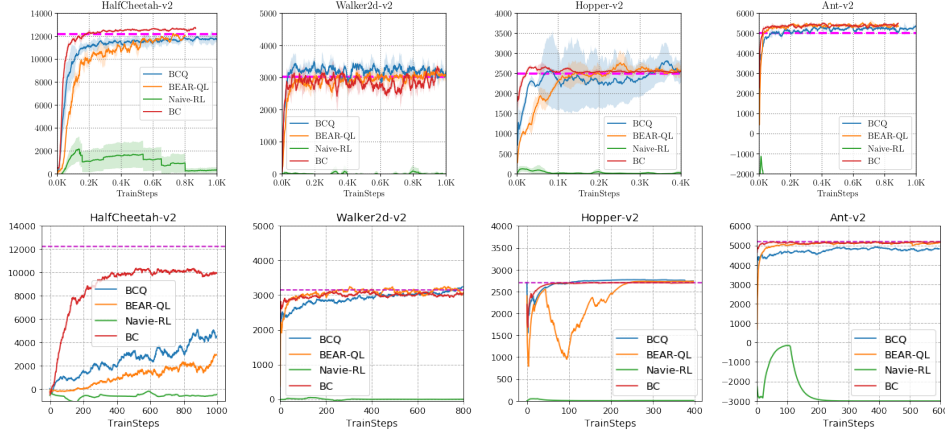 HalfCheetah-v2
14000
12000
10000
8000
6000
4000
2000
0
BCQ
BEAR-QL
Naive-RL
BC
0.0K 0.2K 0.4K 0.6K 0.8K 1.0K
TrainSteps
Walker2d-v2
5000
4000
3000
2000
1000
0
BCQ
BEAR-QL
Naive-RL
BC
0.0K 0.2K 0.4K 0.6K 0.8K 1.0K
TrainSteps
Hopper-v2
4000
3500
3000
2500
2000
1500
1000
500
0
BCQ
BEAR-QL
Naive-RL
BC
0.0K 0.1K 0.2K 0.3K 0.4K
TrainSteps
Ant-v2
6000
5000
4000
3000
2000
1000
0
−1000
−2000
BCQ
BEAR-QL
Naive-RL
BC
0.0K 0.2K 0.4K 0.6K 0.8K 1.0K
TrainSteps
HalfCheetah-v2
14000
12000
10000
8000
6000
4000
2000
0
BCQ
BEAR-QL
Navie-RL
BC
0 200 400 600 800 1000
TrainSteps
Walker2d-v2
5000
4000
3000
2000
1000
0
BCQ
BEAR-QL
Navie-RL
BC
0 200 400 600 800
TrainSteps
Hopper-v2
4000
3500
3000
2500
2000
1500
1000
500
0
BCQ
BEAR-QL
Navie-RL
BC
0 100 200 300 400
TrainSteps
Ant-v2
6000
5000
4000
3000
2000
1000
0
−1000
−2000
−3000
BCQ
BEAR-QL
Navie-RL
BC
0 100 200 300 400 500 600
TrainSteps